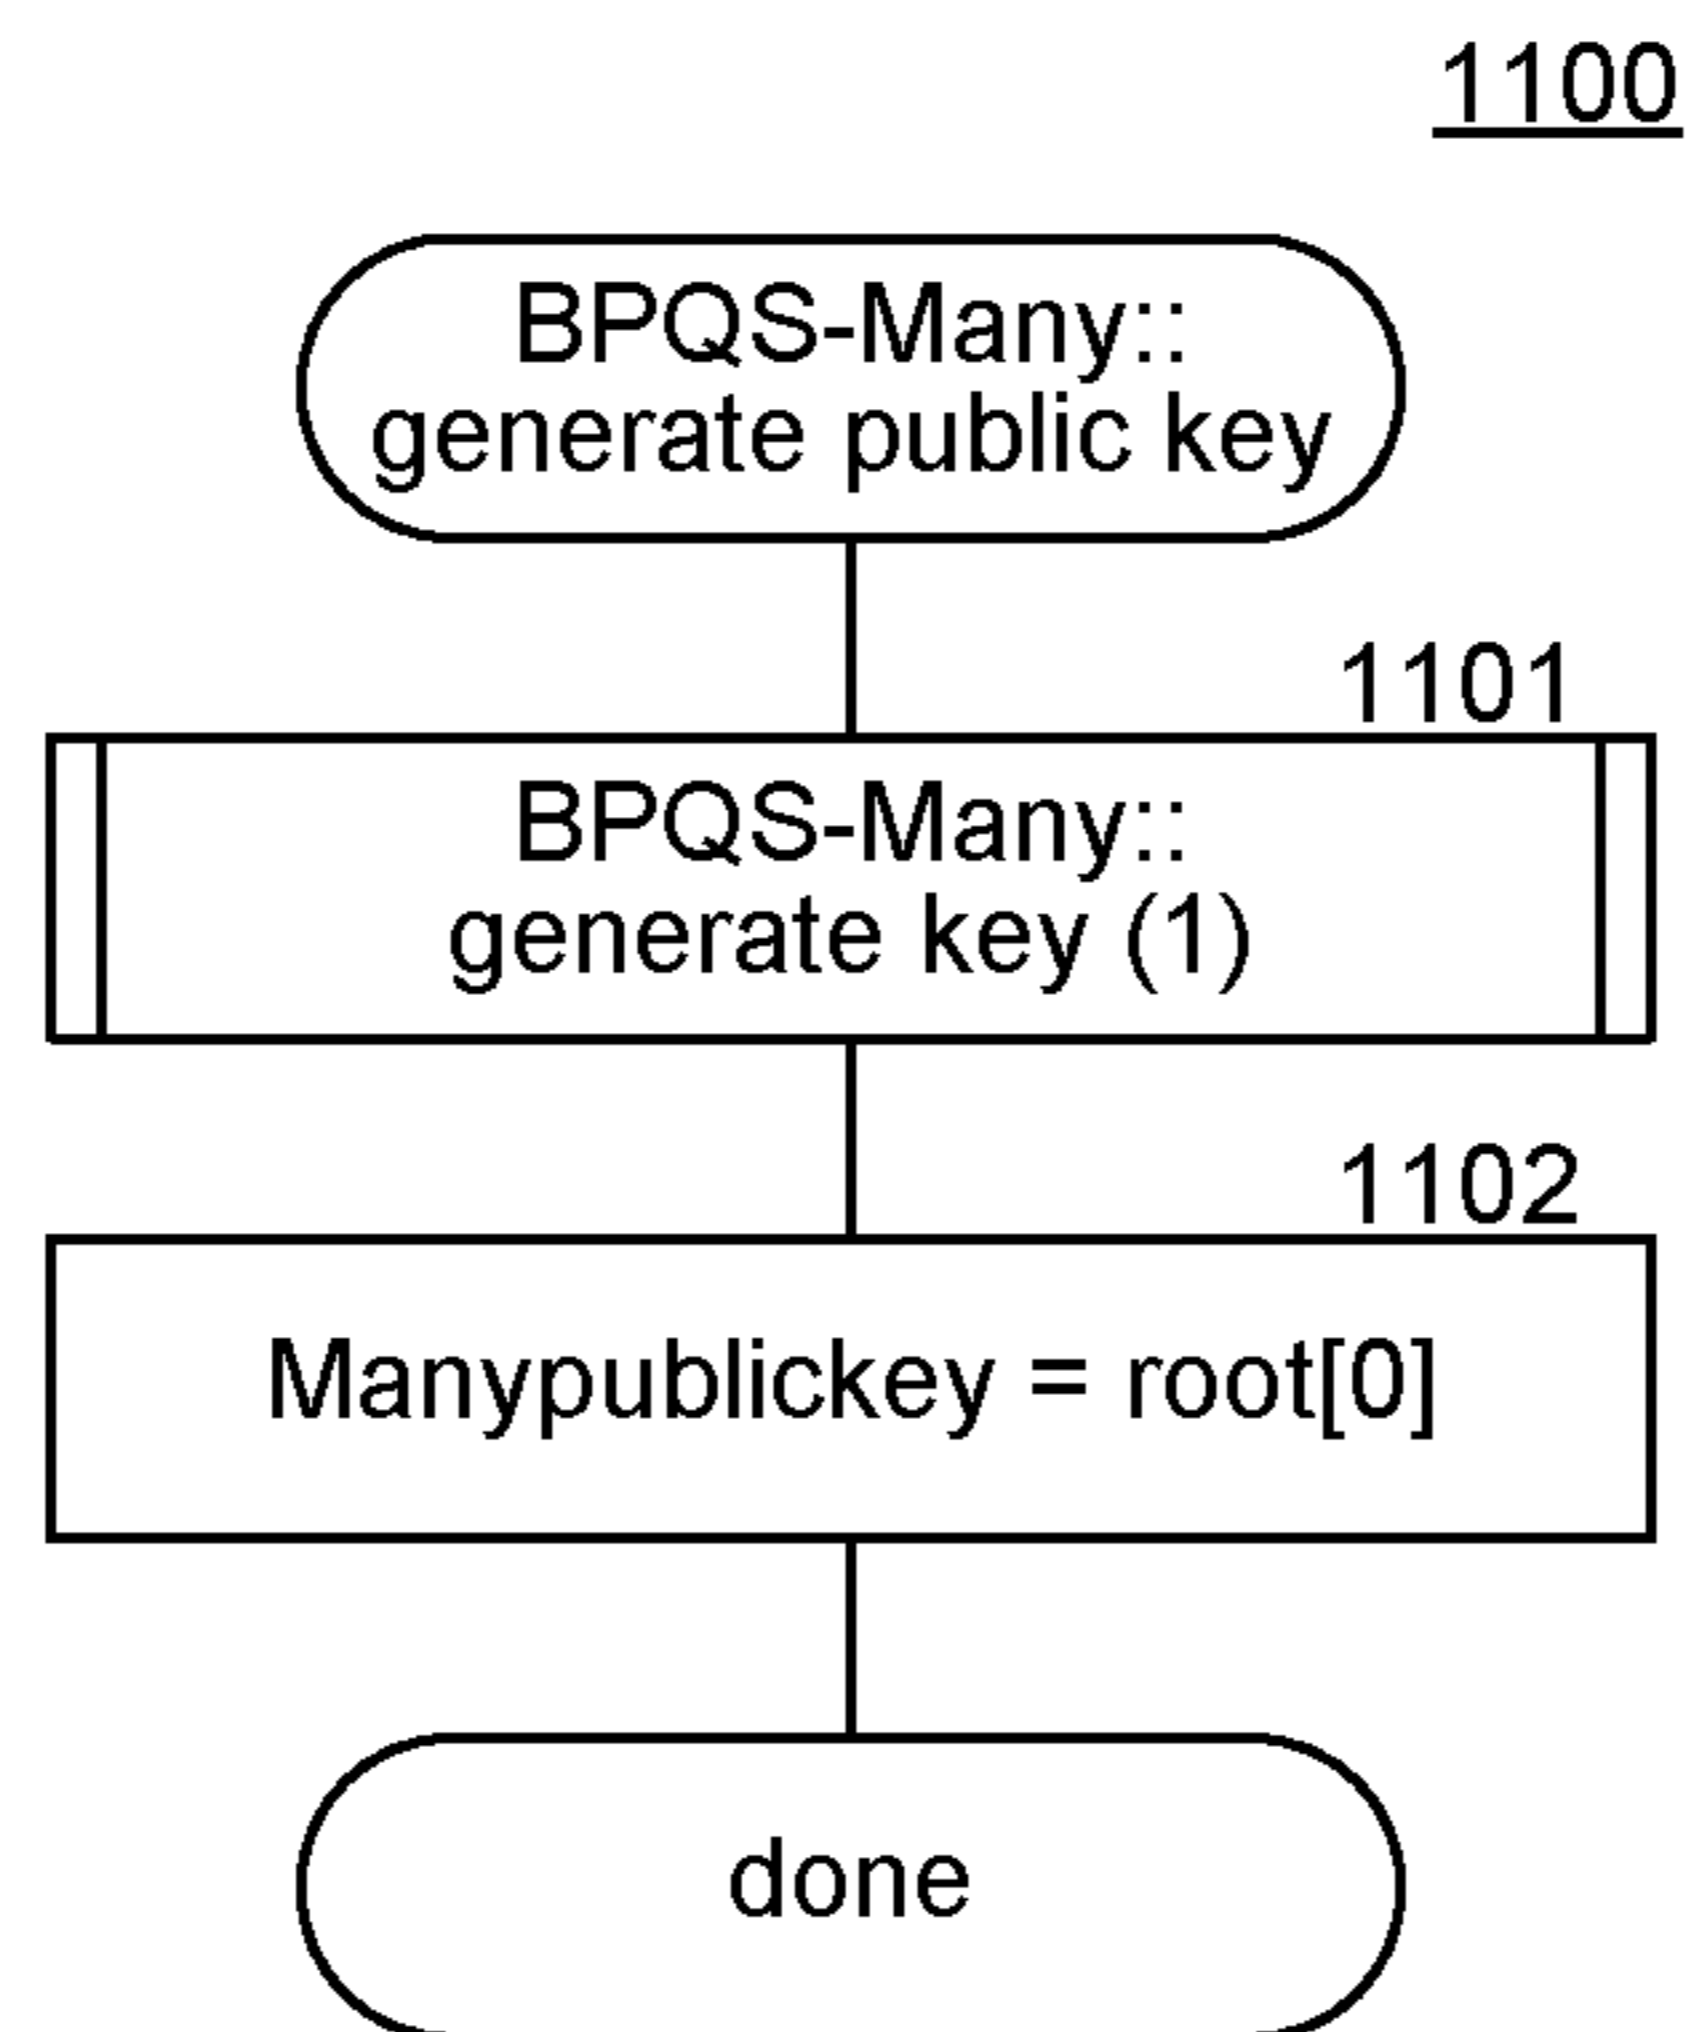 1100
BPQS-Many::
generate public key
1101
BPQS-Many::
generate key (1)
1102
Manypublickey = root[0]
done